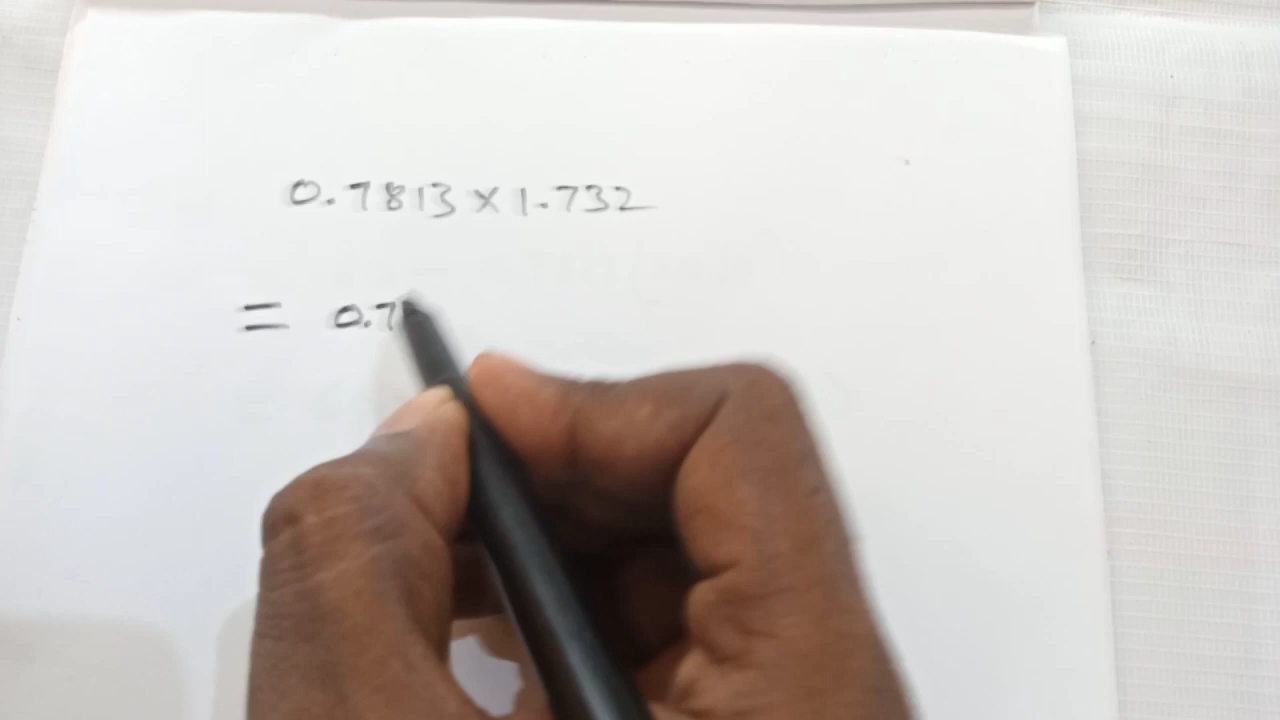 0.7813 × 1.732
= 0.7